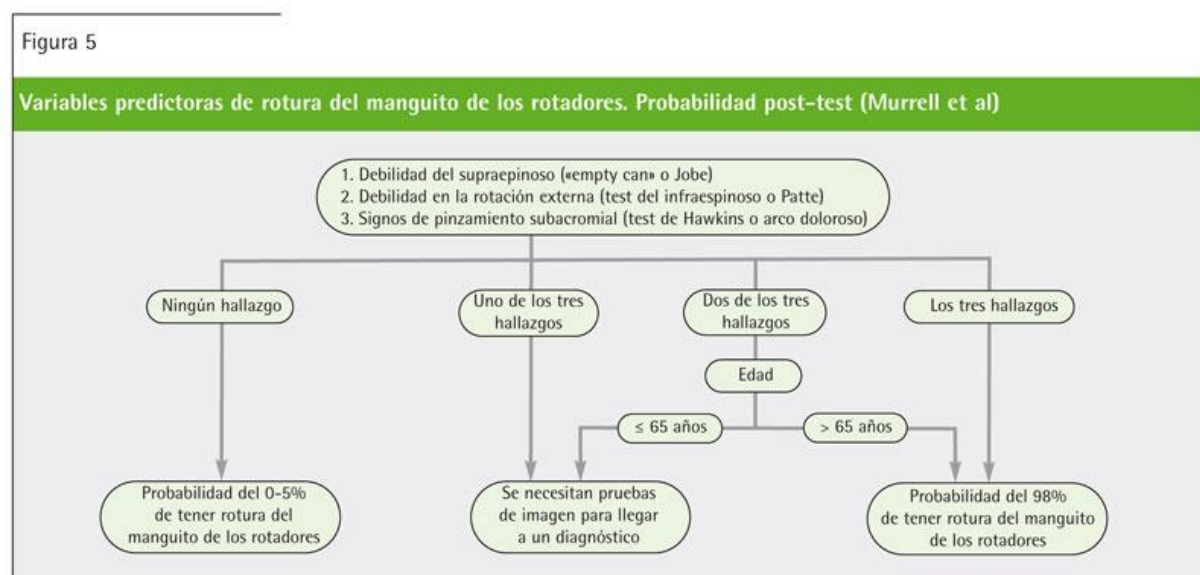 Figura 5
Variables predictoras de rotura del manguito de los rotadores. Probabilidad post-test (Murrell et al)
1. Debilidad del supraepinoso («empty can» o Jobe)
2. Debilidad en la rotación externa (test del infraespinoso o Patte)
3. Signos de pinzamiento subacromial (test de Hawkins o arco doloroso)
Ningún hallazgo
Uno de los tres
hallazgos
Dos de los tres
hallazgos
Los tres hallazgos
Edad
≤ 65 años
> 65 años
Probabilidad del 0-5%
de tener rotura del
manguito de los rotadores
Se necesitan pruebas
de imagen para llegar
a un diagnóstico
Probabilidad del 98%
de tener rotura del manguito
de los rotadores